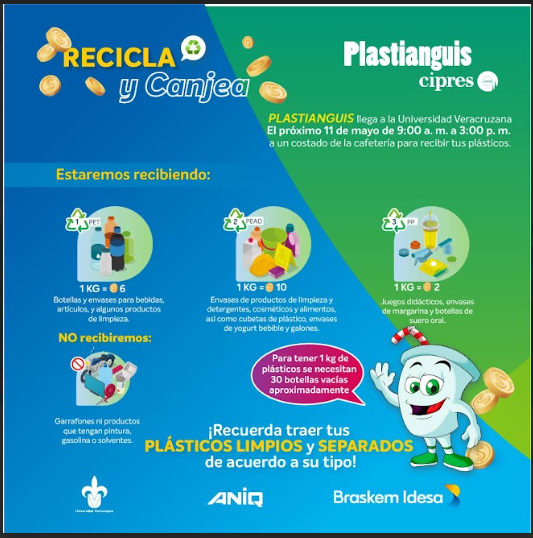 RECICLA
y Canjea
Plastianguis
cipres
PLASTIANGUIS llega a la Universidad Veracruzana
El próximo 11 de mayo de 9:00 a. m. a 3:00 p. m.
a un costado de la cafetería para recibir tus plásticos.
Estaremos recibiendo:
1 PET
1 KG = 6
Botellas y envases para bebidas,
artículos, y algunos productos
de limpieza.
2 PEAD
1 KG = 10
Envases de productos de limpieza y
detergentes, cosméticos y alimentos,
así como cubetas de plástico, envases
de yogurt bebible y galones.
3 PP
1 KG = 2
Juegos didácticos, envases
de margarina y botellas de
suero oral.
NO recibiremos:
Garrafones ni productos
que tengan pintura,
gasolina o solventes.
Para tener 1 kg de
plásticos se necesitan
30 botellas vacías
aproximadamente
¡Recuerda traer tus
PLÁSTICOS LIMPIOS y SEPARADOS
de acuerdo a su tipo!
Universidad Veracruzana
ANIQ
Braskem Idesa